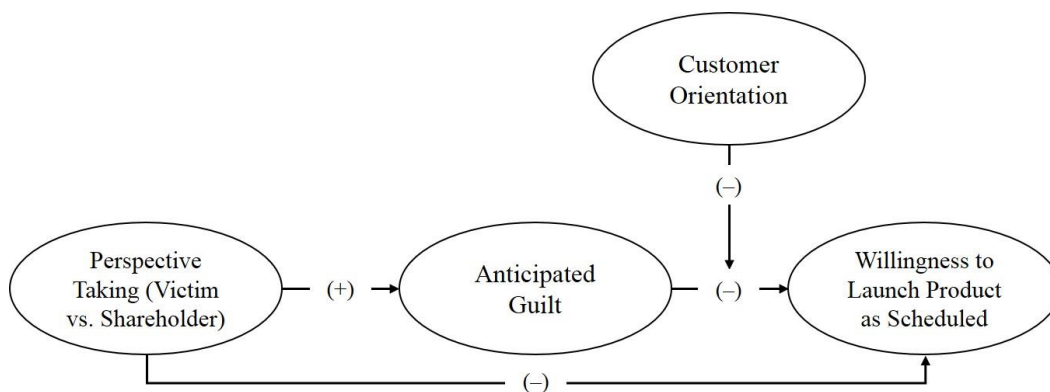 Customer
Orientation
(–)
Perspective
Taking (Victim
vs. Shareholder)
(+)
Anticipated
Guilt
(–)
Willingness to
Launch Product
as Scheduled
(–)